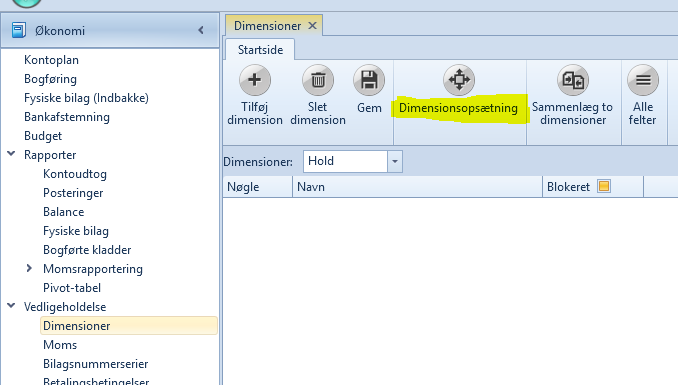 Økonomi
Kontoplan
Bogføring
Fysiske bilag (Indbakke)
Bankafstemning
Budget
Rapporter
Kontoudtog
Posteringer
Balance
Fysiske bilag
Bogførte kladder
Momsrapportering
Pivot-tabel
Vedligeholdelse
Dimensioner
Moms
Bilagsnummerserier
Betalingsbetingelser
Dimensioner
Startside
Tilføj
dimension
Slet
dimension
Gem
Dimensionsopsætning
Sammenlæg to
dimensioner
Alle
felter
Dimensioner: Hold
Nøgle Navn Blokeret